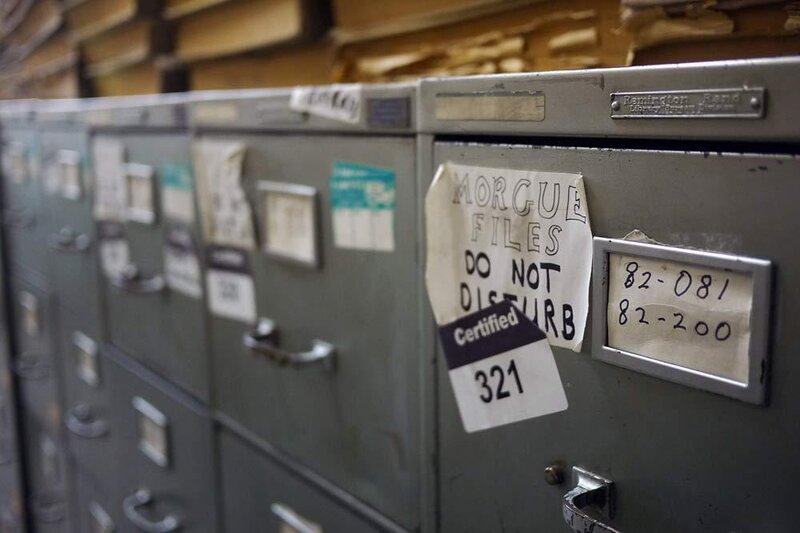 Remington Rand
MORGUE
FILES
DO NOT
DISTURB
Certified
321
82-081
82-200